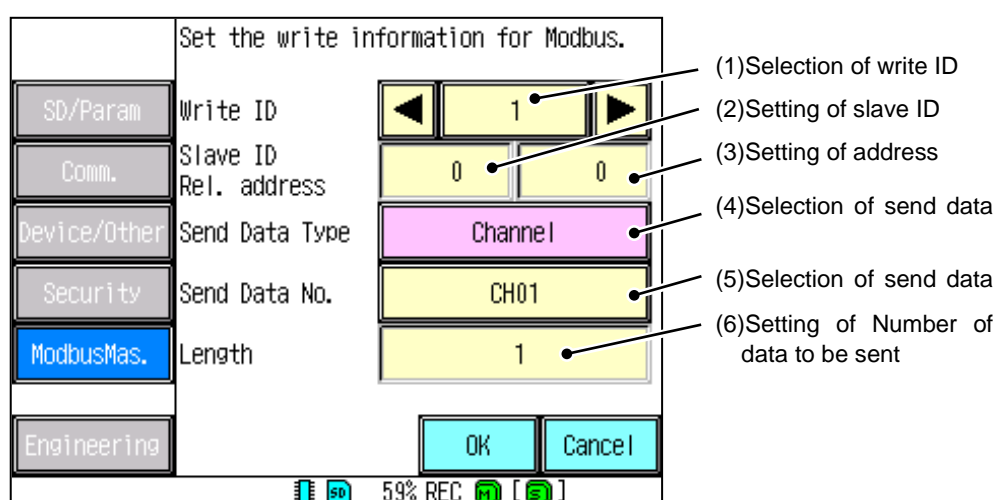 Set the write information for Modbus.
SD/Param
Write ID
1
Comm.
Slave ID
Rel. address
0
0
Device/Other
Send Data Type
Channel
Security
Send Data No.
CH01
ModbusMas.
Length
1
Engineering
OK
Cancel
SD
59% REC M [S]
(1)Selection of write ID
(2)Setting of slave ID
(3)Setting of address
(4)Selection of send data
(5)Selection of send data
(6)Setting of Number of
data to be sent